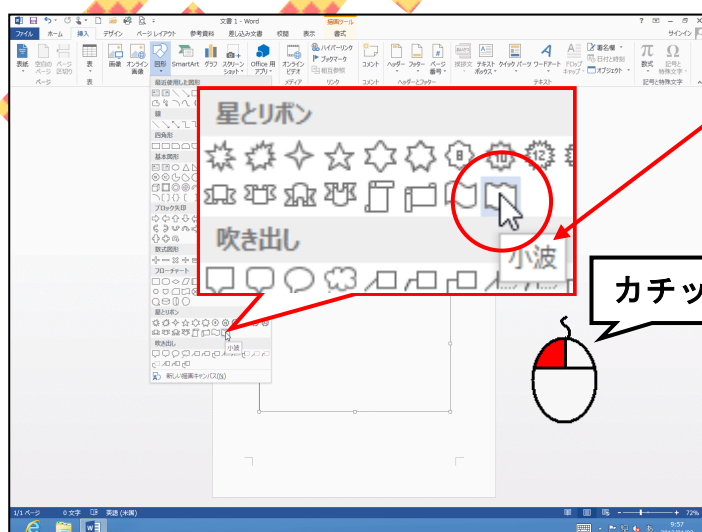 文書 1 - Word
描画ツール
サインイン
ファイル ホーム 挿入 デザイン ページ レイアウト 参考資料 差し込み文書 校閲 表示 書式
表紙 空白の ページ 表 画像 オンライン 図形 SmartArt グラフ スクリーン Office 用 オンライン ハイパーリンク コメント ヘッダー フッター ページ テキスト クイック パーツ ワードアート ドロップ 署名欄 数式 記号と
ページ 区切り 画像 ショット アプリ ビデオ ブックマーク 番号 ボックス キャップ 日付と時刻 特殊文字
相互参照 オブジェクト
ページ 表 メディア リンク コメント ヘッダーとフッター テキスト 記号と特殊文字
最近使用した図形
線
四角形
基本図形
ブロック矢印
数式図形
フローチャート
星とリボン
吹き出し
小波
新しい描画キャンバス(N)
星とリボン
8 10 12
吹き出し
小波
カチッ
1/1 ページ 0 文字 英語 (米国)
72%
9:57